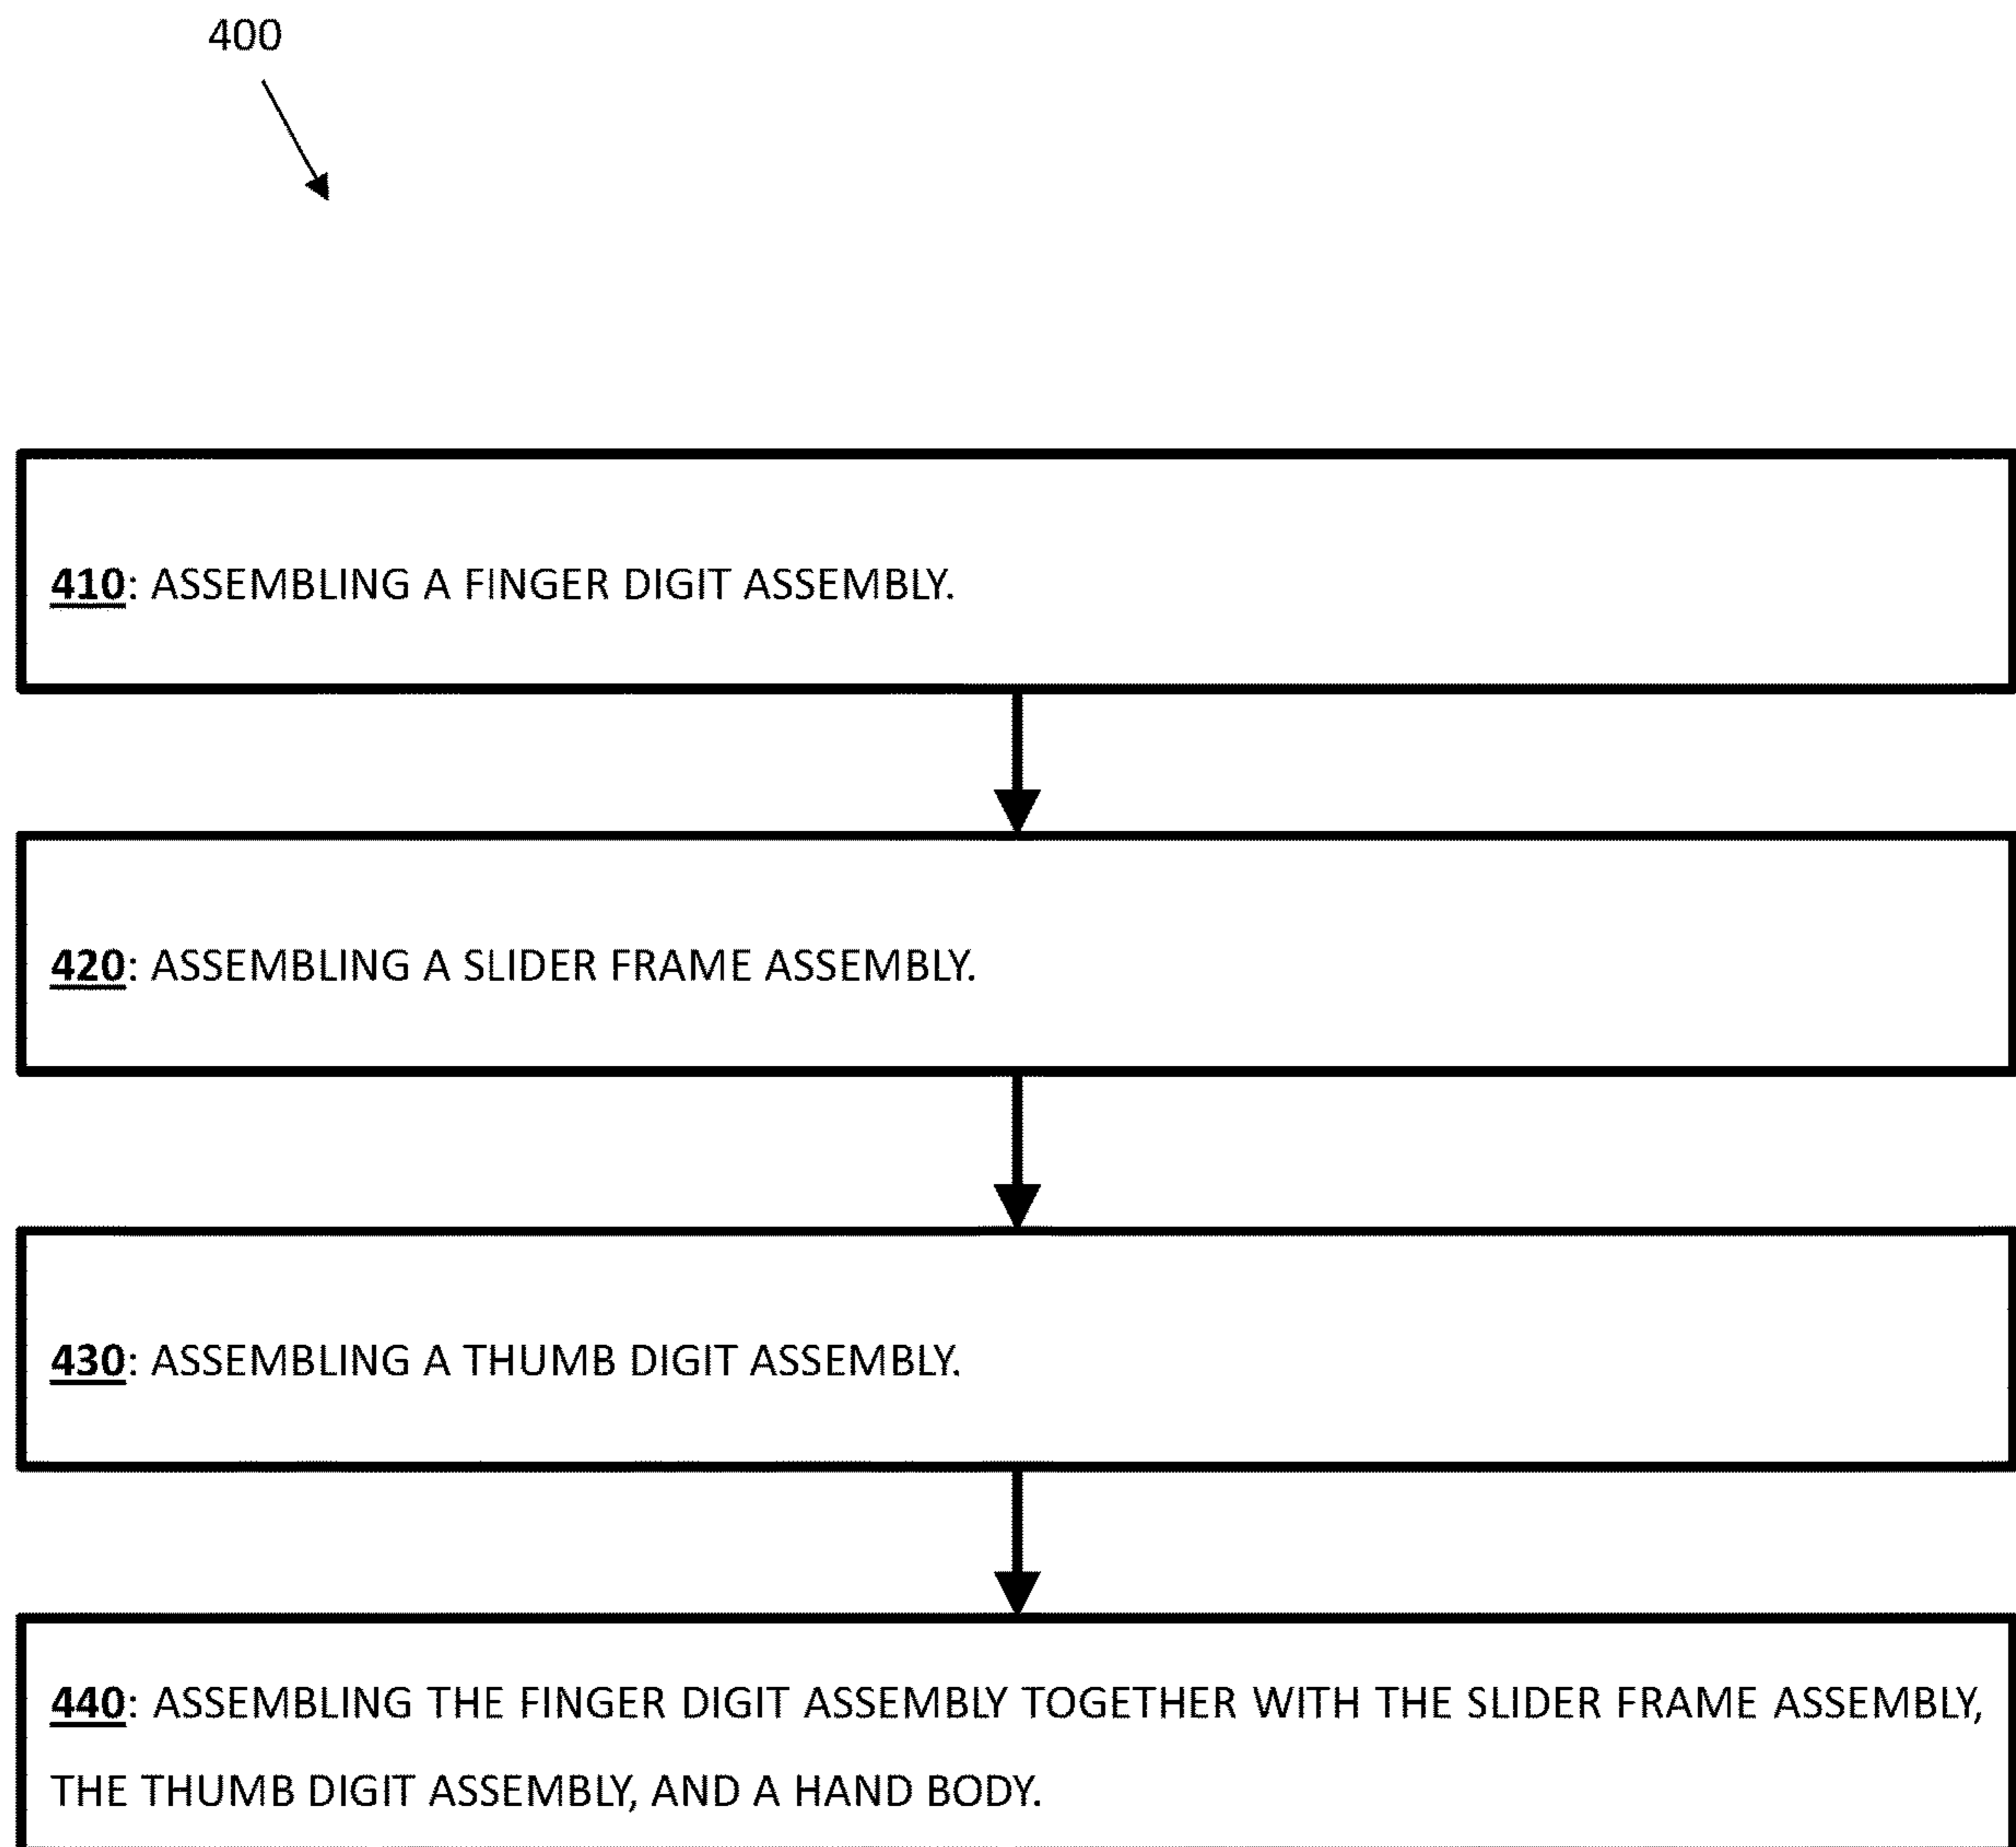 400
410: ASSEMBLING A FINGER DIGIT ASSEMBLY.
420: ASSEMBLING A SLIDER FRAME ASSEMBLY.
430: ASSEMBLING A THUMB DIGIT ASSEMBLY.
440: ASSEMBLING THE FINGER DIGIT ASSEMBLY TOGETHER WITH THE SLIDER FRAME ASSEMBLY,
THE THUMB DIGIT ASSEMBLY, AND A HAND BODY.